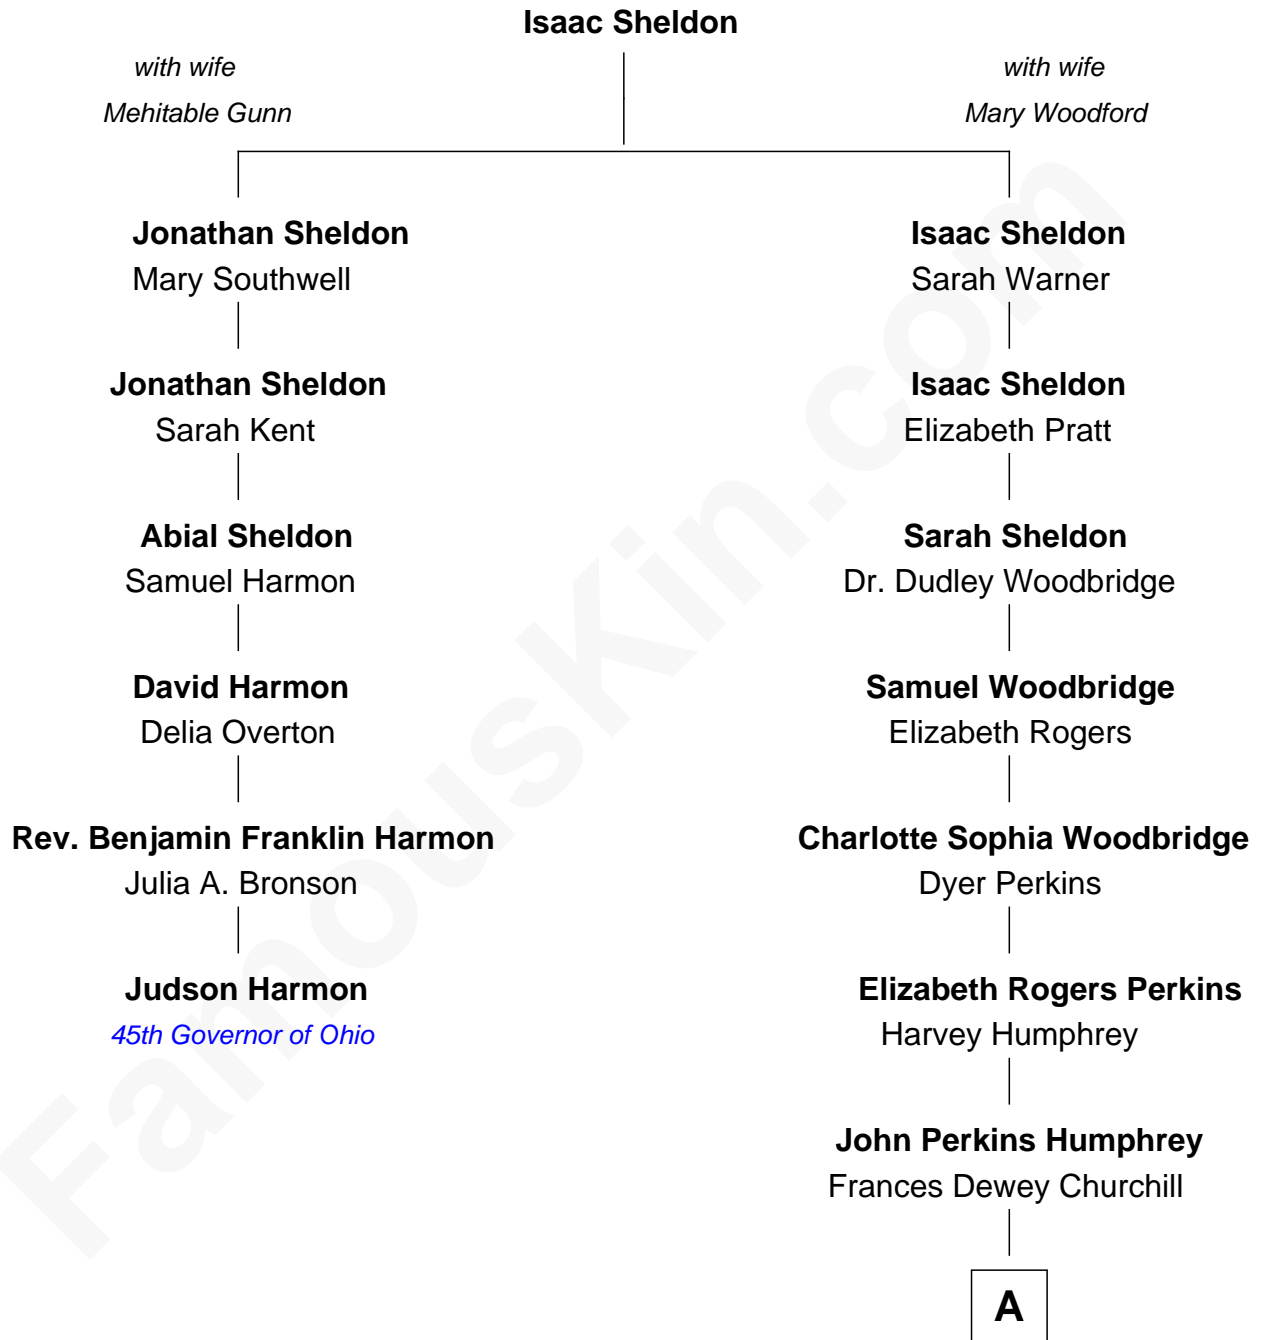 Isaac Sheldon
with wife
Mehitable Gunn
with wife
Mary Woodford
Jonathan Sheldon
Mary Southwell
Isaac Sheldon
Sarah Warner
Jonathan Sheldon
Sarah Kent
Isaac Sheldon
Elizabeth Pratt
Abial Sheldon
Samuel Harmon
Sarah Sheldon
Dr. Dudley Woodbridge
David Harmon
Delia Overton
Samuel Woodbridge
Elizabeth Rogers
Rev. Benjamin Franklin Harmon
Julia A. Bronson
Charlotte Sophia Woodbridge
Dyer Perkins
Judson Harmon
45th Governor of Ohio
Elizabeth Rogers Perkins
Harvey Humphrey
John Perkins Humphrey
Frances Dewey Churchill
A
FamousKin.com